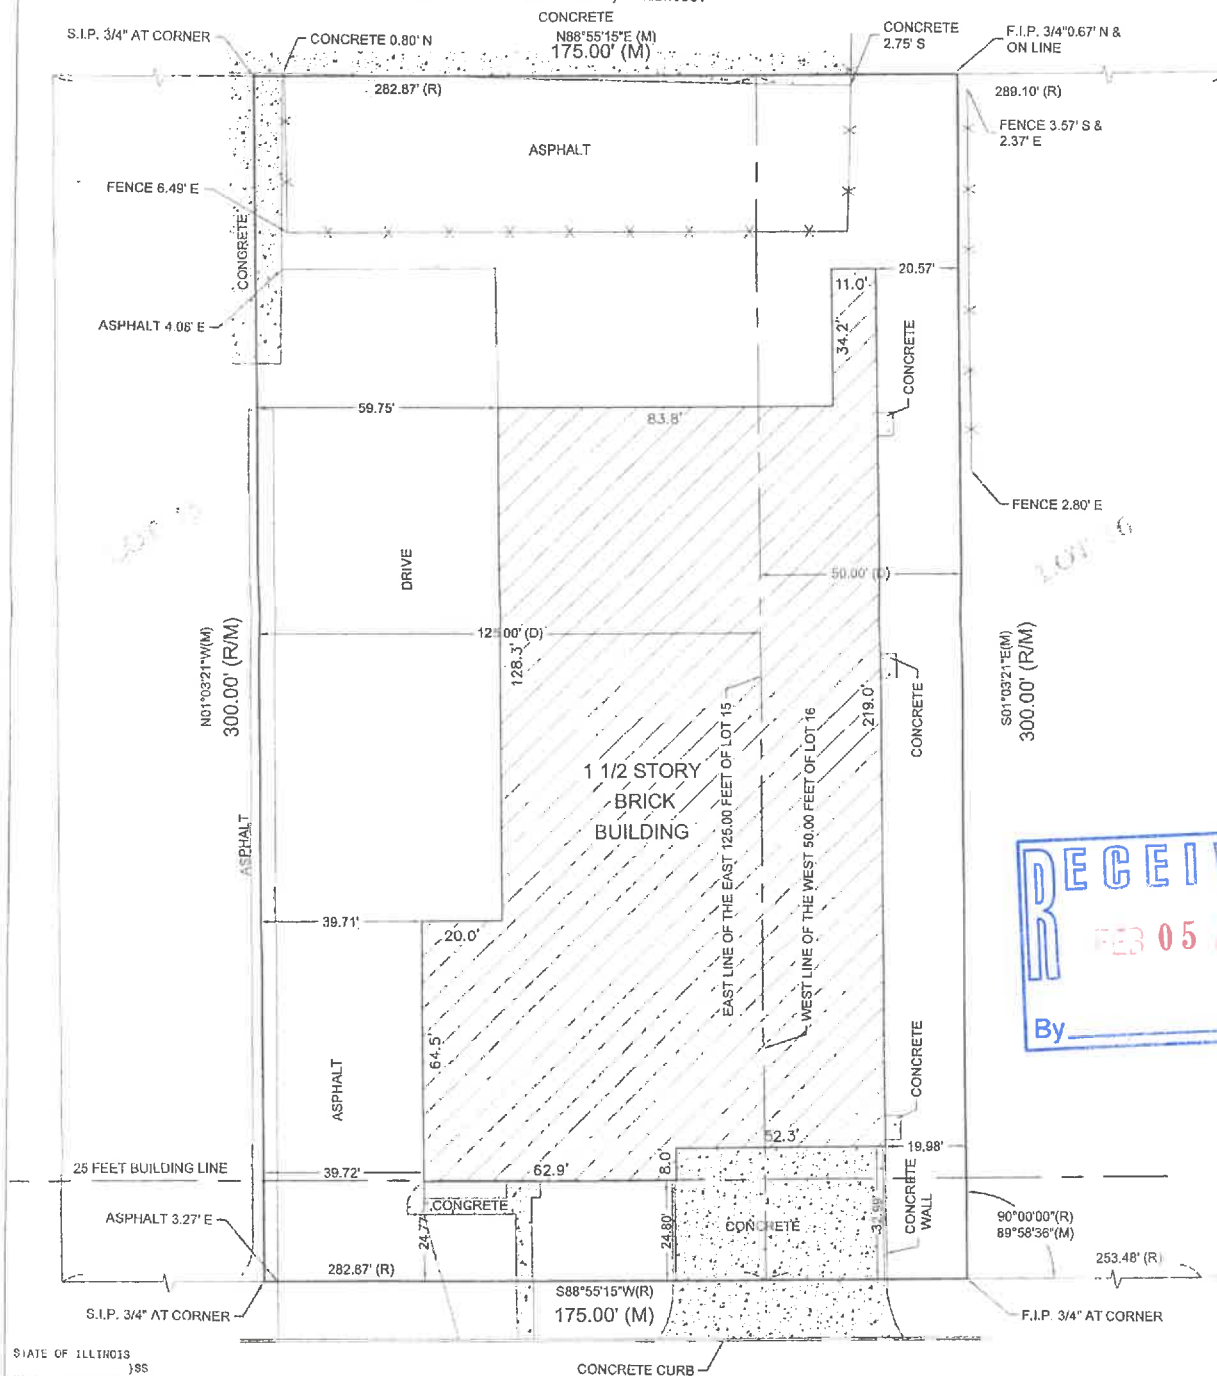 CONCRETE
N88°55'15"E (M)
175.00' (M)
S.I.P. 3/4" AT CORNER
CONCRETE 0.80' N
CONCRETE
2.75' S
F.I.P. 3/4"0.67' N &
ON LINE
282.87' (R)
289.10' (R)
FENCE 3.57' S &
2.37' E
ASPHALT
FENCE 6.49' E
CONCRETE
20.57'
11.0'
34.2'
ASPHALT 4.06' E
CONCRETE
59.75'
83.8'
FENCE 2.80' E
DRIVE
50.00' (D)
125.00' (D)
128.3'
N01°03'21"W(M)
300.00' (R/M)
219.0'
CONCRETE
S01°03'21"E(M)
300.00' (R/M)
EAST LINE OF THE EAST 125.00 FEET OF LOT 15
WEST LINE OF THE WEST 50.00 FEET OF LOT 16
1 1/2 STORY
BRICK
BUILDING
ASPHALT
RECEI
FEB 05
By
39.71'
20.0'
64.5'
ASPHALT
CONCRETE
52.3'
19.98'
25 FEET BUILDING LINE
39.72'
62.9'
8.0'
CONCRETE
WALL
ASPHALT 3.27' E
CONCRETE
24.77'
24.80'
CONCRETE
32.99'
90°00'00"(R)
89°58'36"(M)
282.87' (R)
253.48' (R)
S88°55'15"W(R)
175.00' (M)
S.I.P. 3/4" AT CORNER
F.I.P. 3/4" AT CORNER
STATE OF ILLINOIS
)SS
CONCRETE CURB